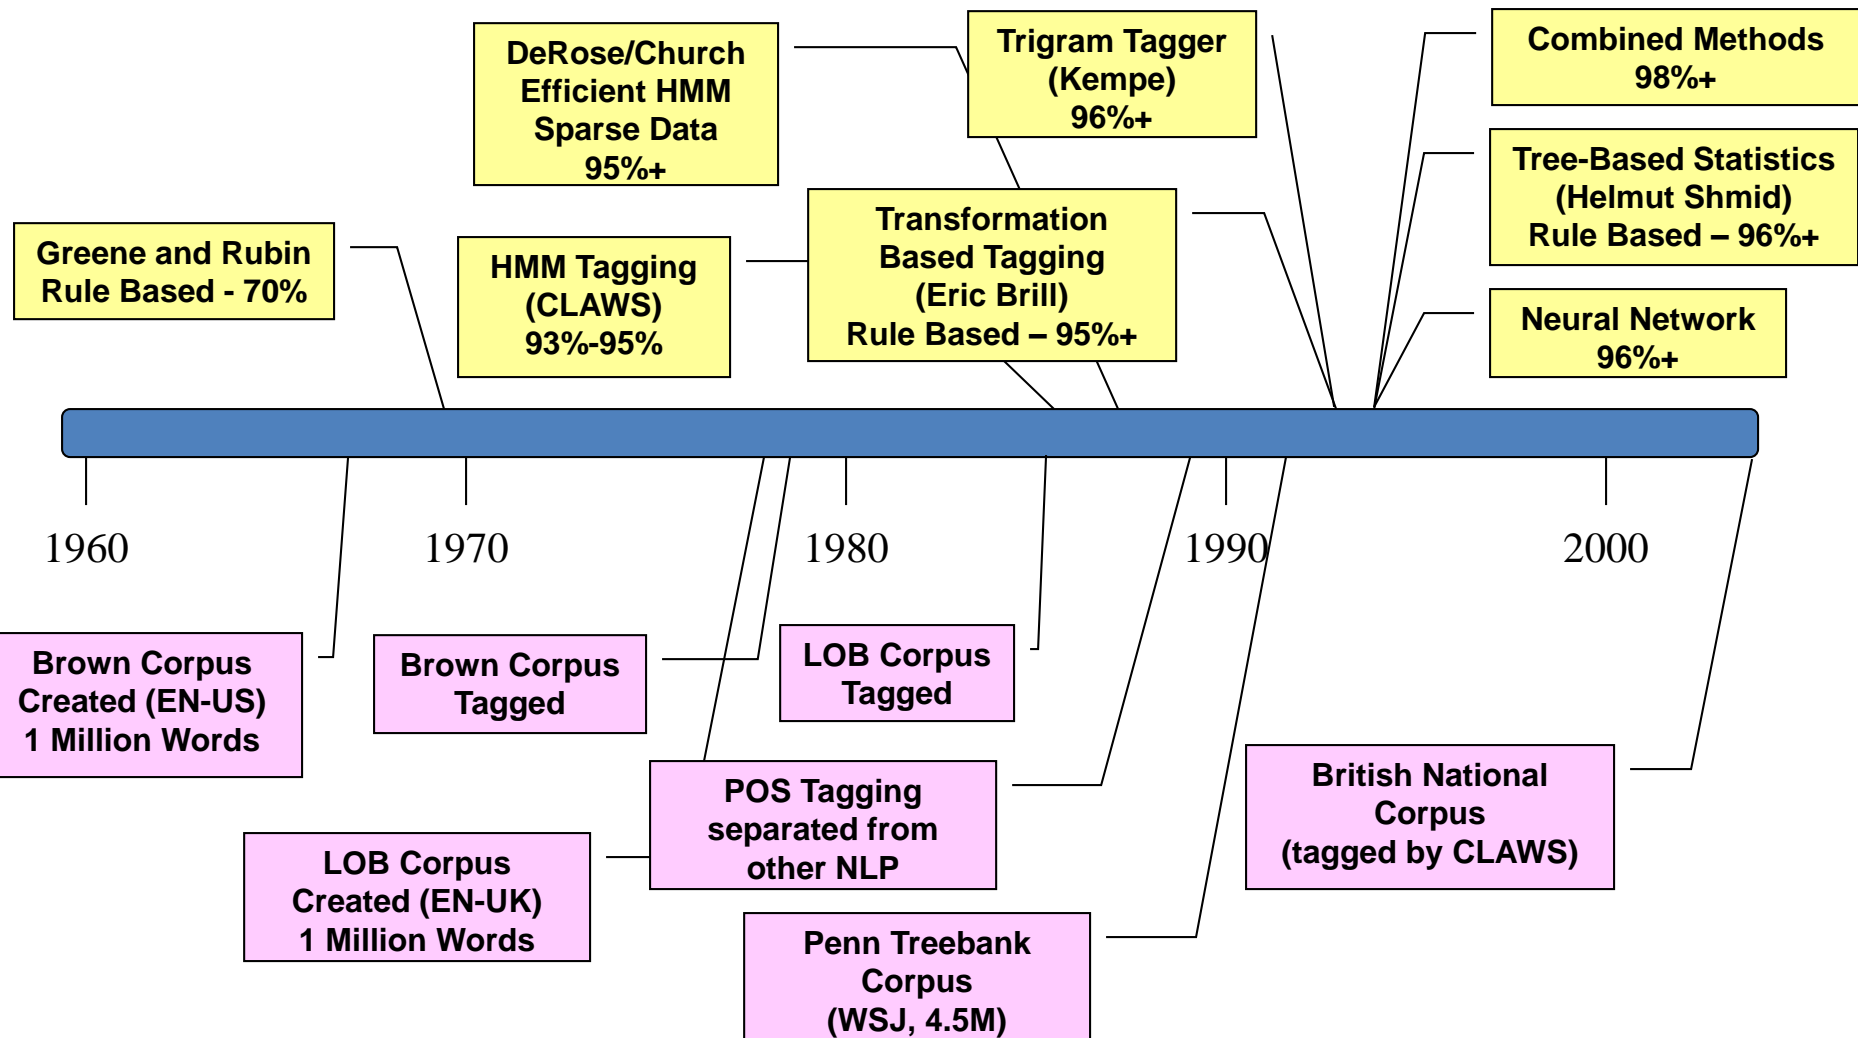 DeRose/Church
Efficient HMM
Sparse Data
95%+
Trigram Tagger
(Kempe)
96%+
Combined Methods
98%+
Tree-Based Statistics
(Helmut Shmid)
Rule Based – 96%+
Transformation
Based Tagging
(Eric Brill)
Rule Based – 95%+
Greene and Rubin
Rule Based - 70%
HMM Tagging
(CLAWS)
93%-95%
Neural Network
96%+
1960
1970
1980
1990
2000
Brown Corpus
Created (EN-US)
1 Million Words
Brown Corpus
Tagged
LOB Corpus
Tagged
POS Tagging
separated from
other NLP
British National
Corpus
(tagged by CLAWS)
LOB Corpus
Created (EN-UK)
1 Million Words
Penn Treebank
Corpus
(WSJ, 4.5M)